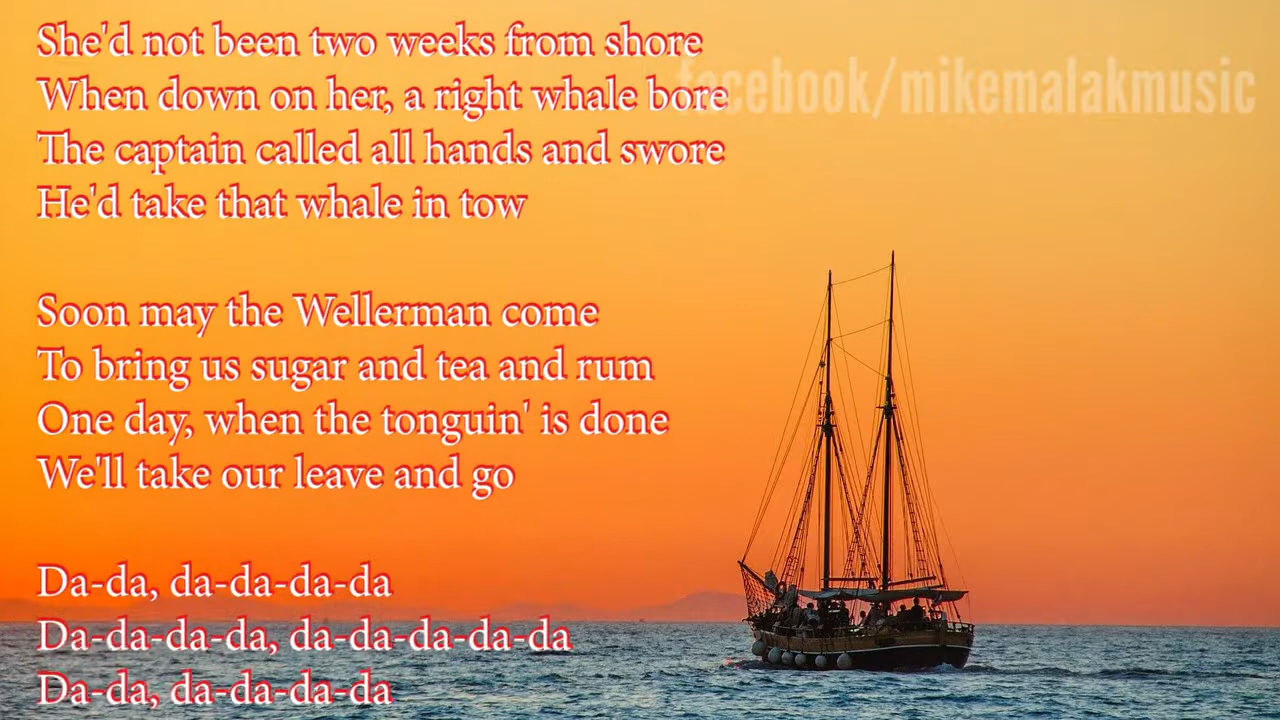 She'd not been two weeks from shore
When down on her, a right whale bore
facebook/mikemalakmusic
The captain called all hands and swore
He'd take that whale in tow
Soon may the Wellerman come
To bring us sugar and tea and rum
One day, when the tonguin' is done
We'll take our leave and go
Da-da, da-da-da-da
Da-da-da-da, da-da-da-da-da
Da-da, da-da-da-da